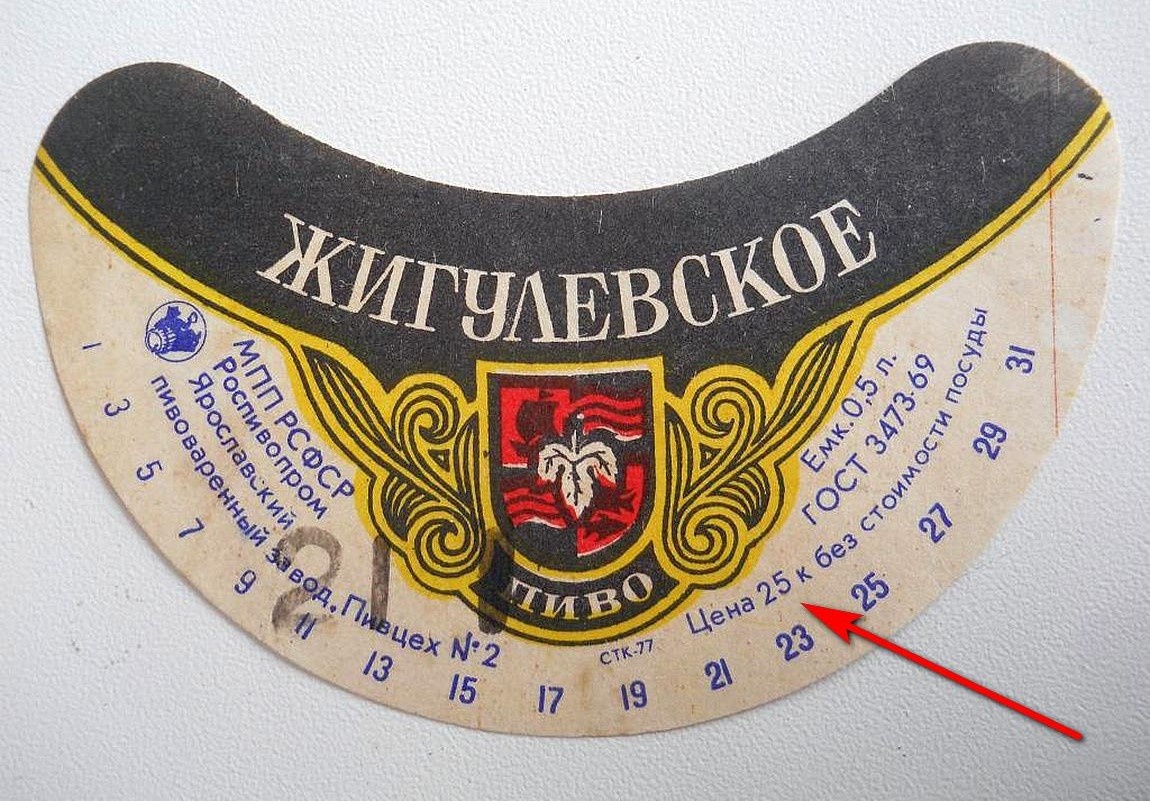 ЖИГУЛЕВСКОЕ
МПП РСФСР
Роспивопром
Ярославский
пивоваренный завод, Пивцех №2
Емк. 0,5 л.
ГОСТ 3473-69
Цена 25 к без стоимости посуды
ПИВО
СТК-77
21
1 3 5 7 9 11 13 15 17 19 21 23 25 27 29 31